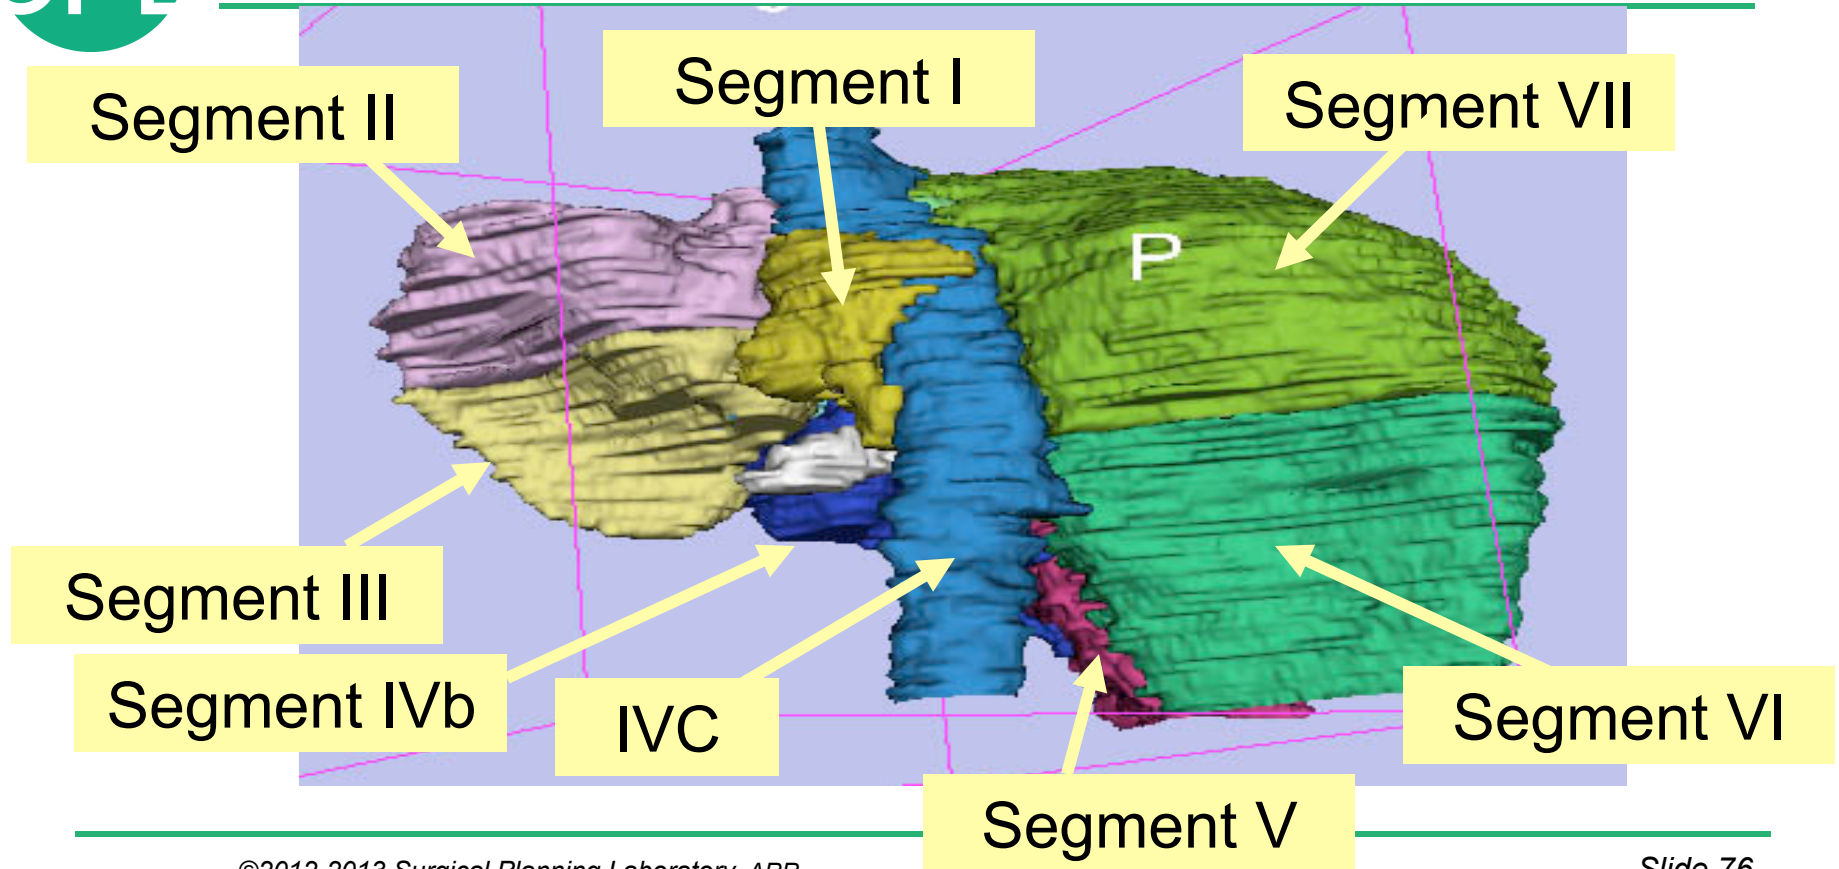 Segment I
Segment II
Segment VII
P
Segment III
Segment IVb
IVC
Segment VI
Segment V
©2012-2013 Surgical Planning Laboratory, ARR
Slide 76